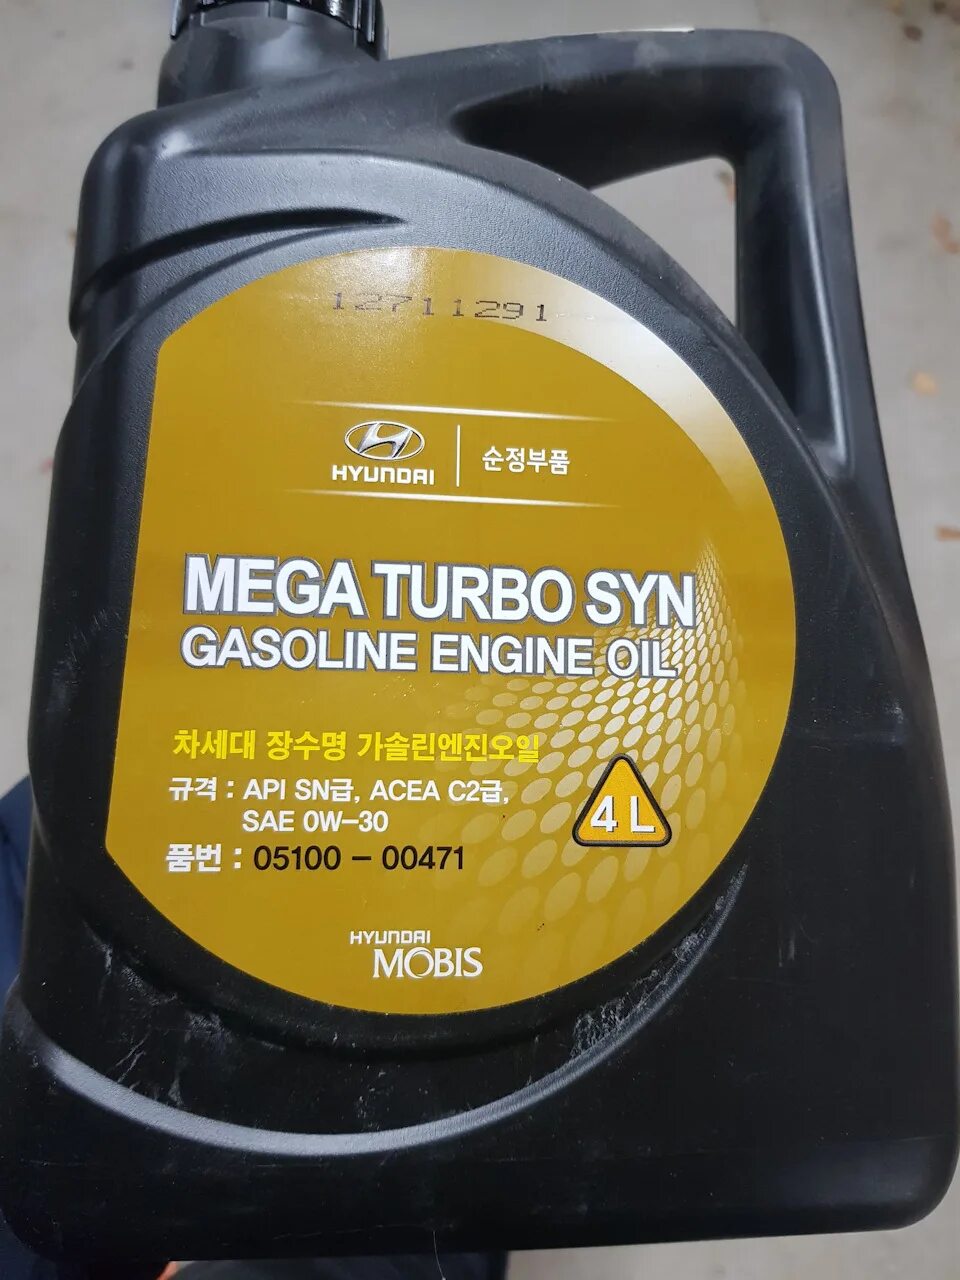 12711291
HYUNDAI
순정부품
MEGA TURBO SYN
GASOLINE ENGINE OIL
차세대 장수명 가솔린엔진오일
규격 : API SN급, ACEA C2급,
SAE 0W-30
4 L
품번 : 05100 - 00471
HYUNDAI
MOBIS